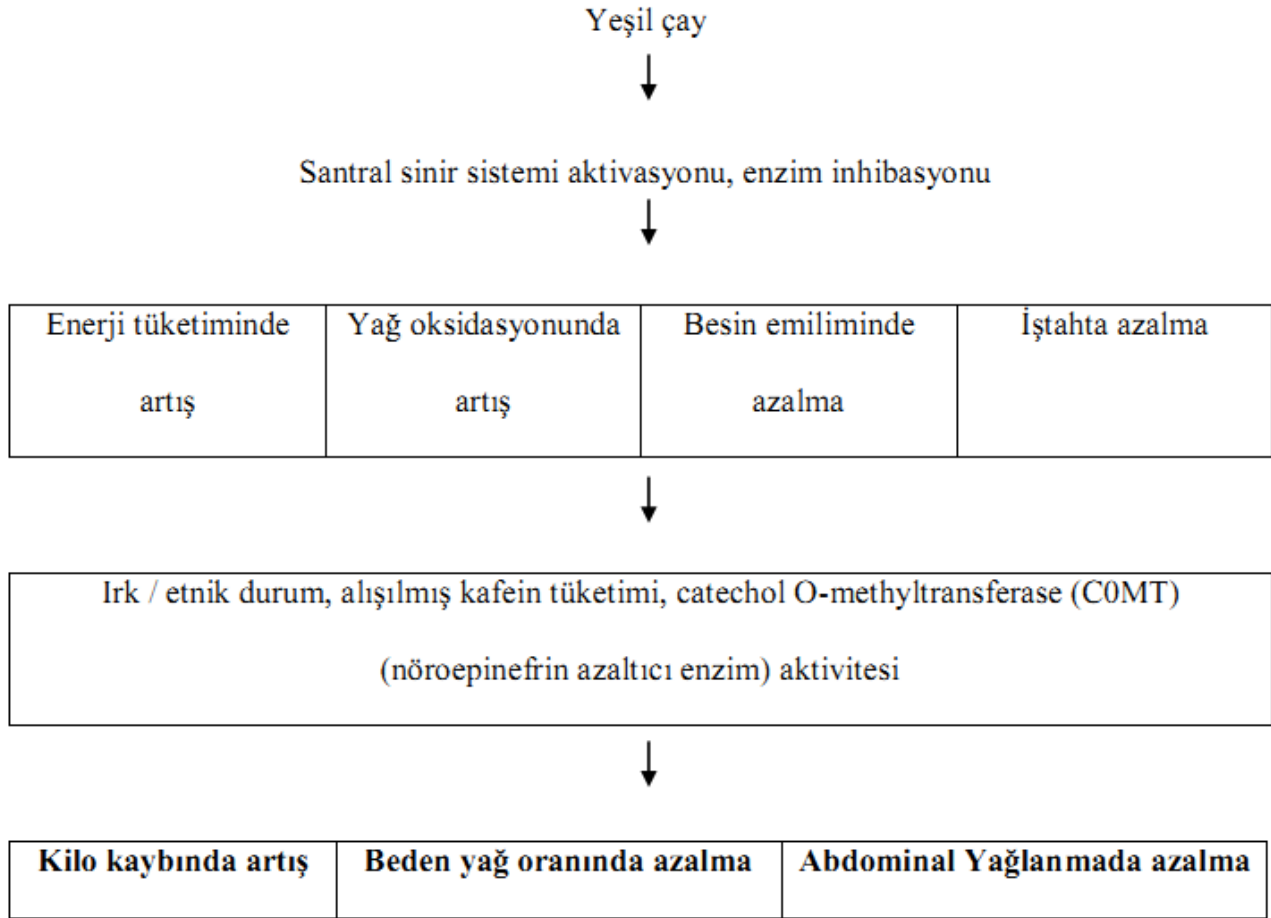 Yeşil çay
Santral sinir sistemi aktivasyonu, enzim inhibasyonu
Enerji tüketiminde
artış
Yağ oksidasyonunda
artış
Besin emiliminde
azalma
İştahta azalma
Irk / etnik durum, alışılmış kafein tüketimi, catechol O-methyltransferase (C0MT)
(nöroepinefrin azaltıcı enzim) aktivitesi
Kilo kaybında artış
Beden yağ oranında azalma
Abdominal Yağlanmada azalma